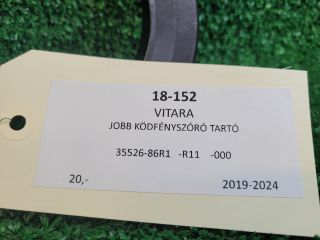 18-152
VITARA
JOBB KÖDFÉNYSZÓRÓ TARTÓ
35526-86R1 -R11 -000
20,- 2019-2024